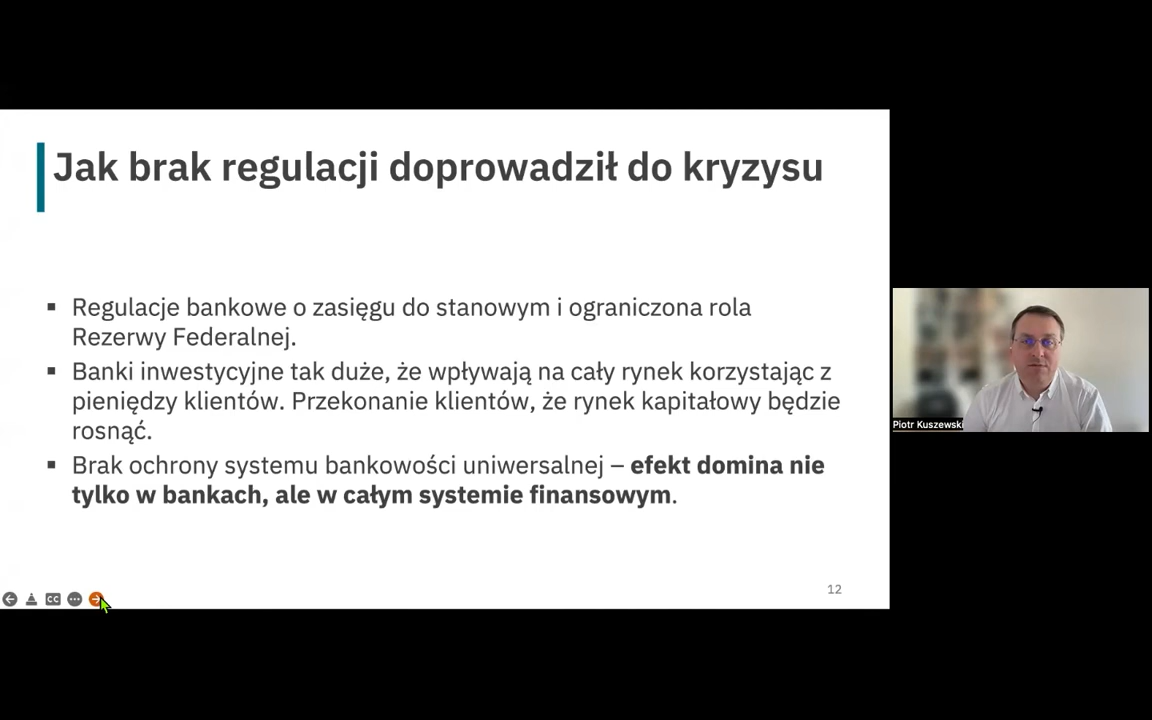 Jak brak regulacji doprowadził do kryzysu
▪ Regulacje bankowe o zasięgu do stanowym i ograniczona rola
Rezerwy Federalnej.
▪ Banki inwestycyjne tak duże, że wpływają na cały rynek korzystając z
pieniędzy klientów. Przekonanie klientów, że rynek kapitałowy będzie
rosnąć.
▪ Brak ochrony systemu bankowości uniwersalnej – efekt domina nie
tylko w bankach, ale w całym systemie finansowym.
12
CC
Piotr Kuszewski